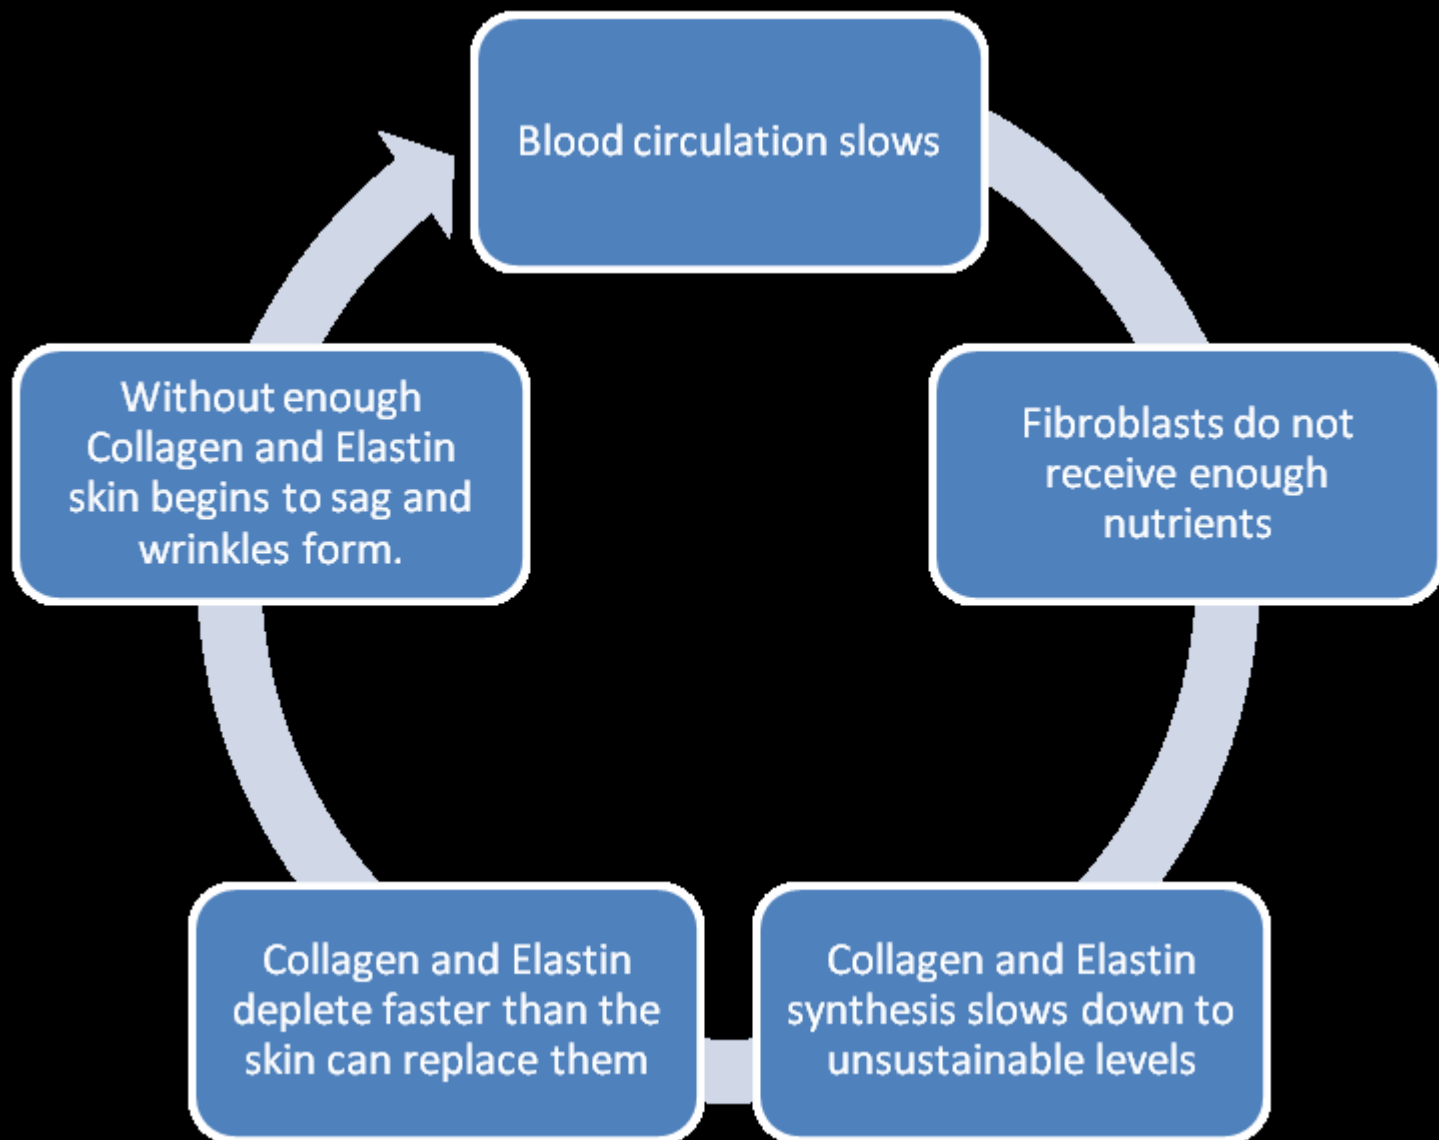 Blood circulation slows
Fibroblasts do not
receive enough
nutrients
Collagen and Elastin
synthesis slows down to
unsustainable levels
Collagen and Elastin
deplete faster than the
skin can replace them
Without enough
Collagen and Elastin
skin begins to sag and
wrinkles form.